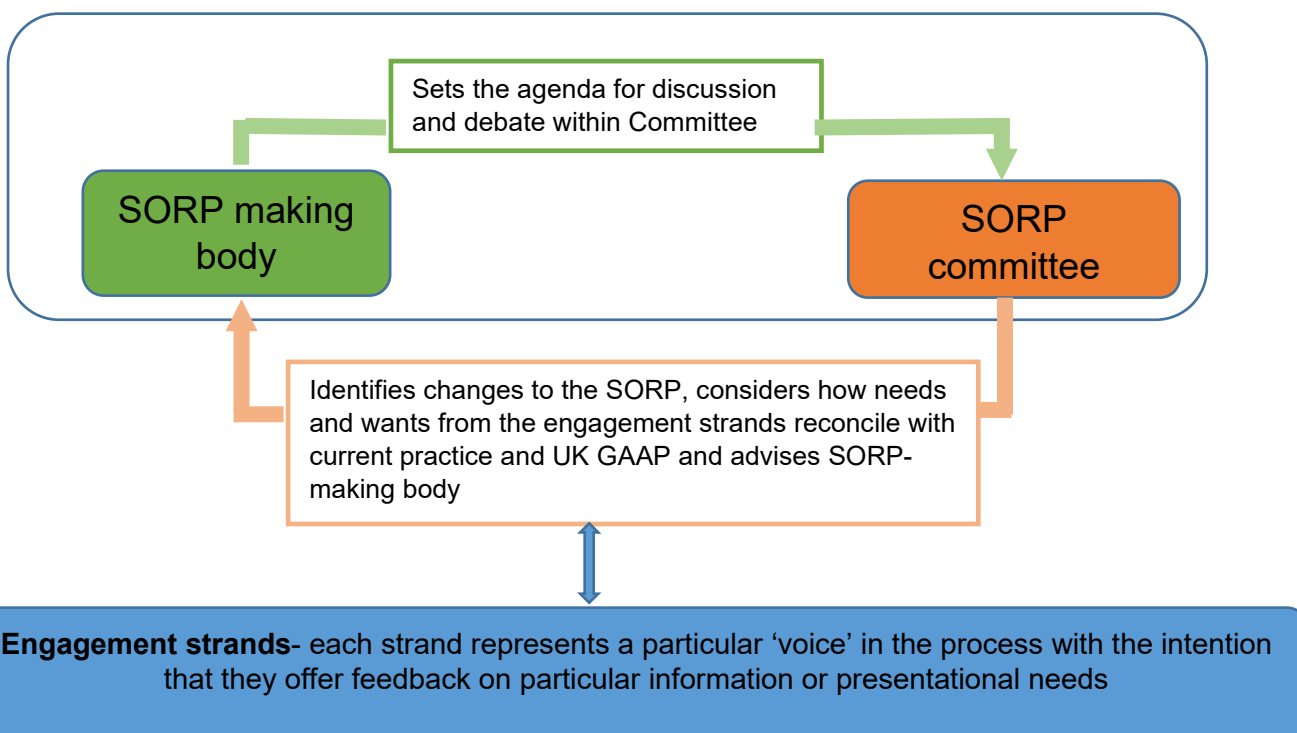 Sets the agenda for discussion
and debate within Committee
SORP making
body
SORP
committee
Identifies changes to the SORP, considers how needs
and wants from the engagement strands reconcile with
current practice and UK GAAP and advises SORP-
making body
Engagement strands- each strand represents a particular ‘voice’ in the process with the intention
that they offer feedback on particular information or presentational needs